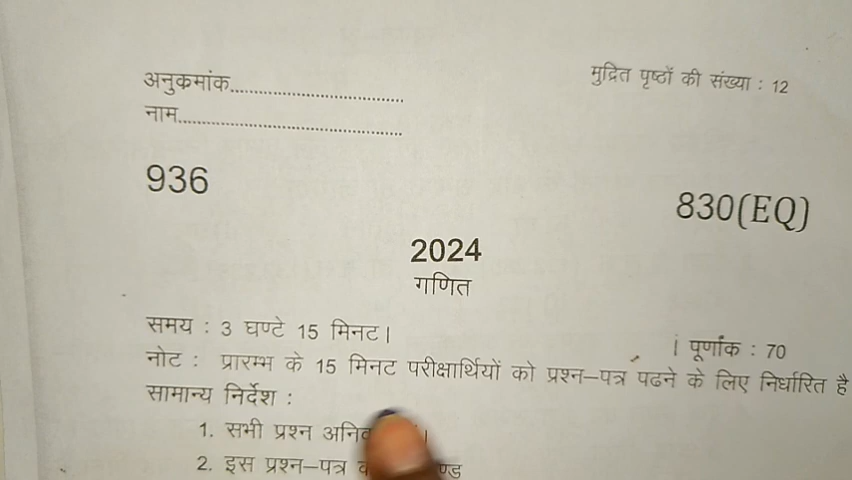 अनुक्रमांक.................................
मुद्रित पृष्ठों की संख्या : 12
नाम..........................................
936
830(EQ)
2024
गणित
समय : 3 घण्टे 15 मिनट।
। पूर्णांक : 70
नोट : प्रारम्भ के 15 मिनट परीक्षार्थियों को प्रश्न–पत्र पढने के लिए निर्धारित है
सामान्य निर्देश :
1. सभी प्रश्न
2. इस प्रश्न–पत्र